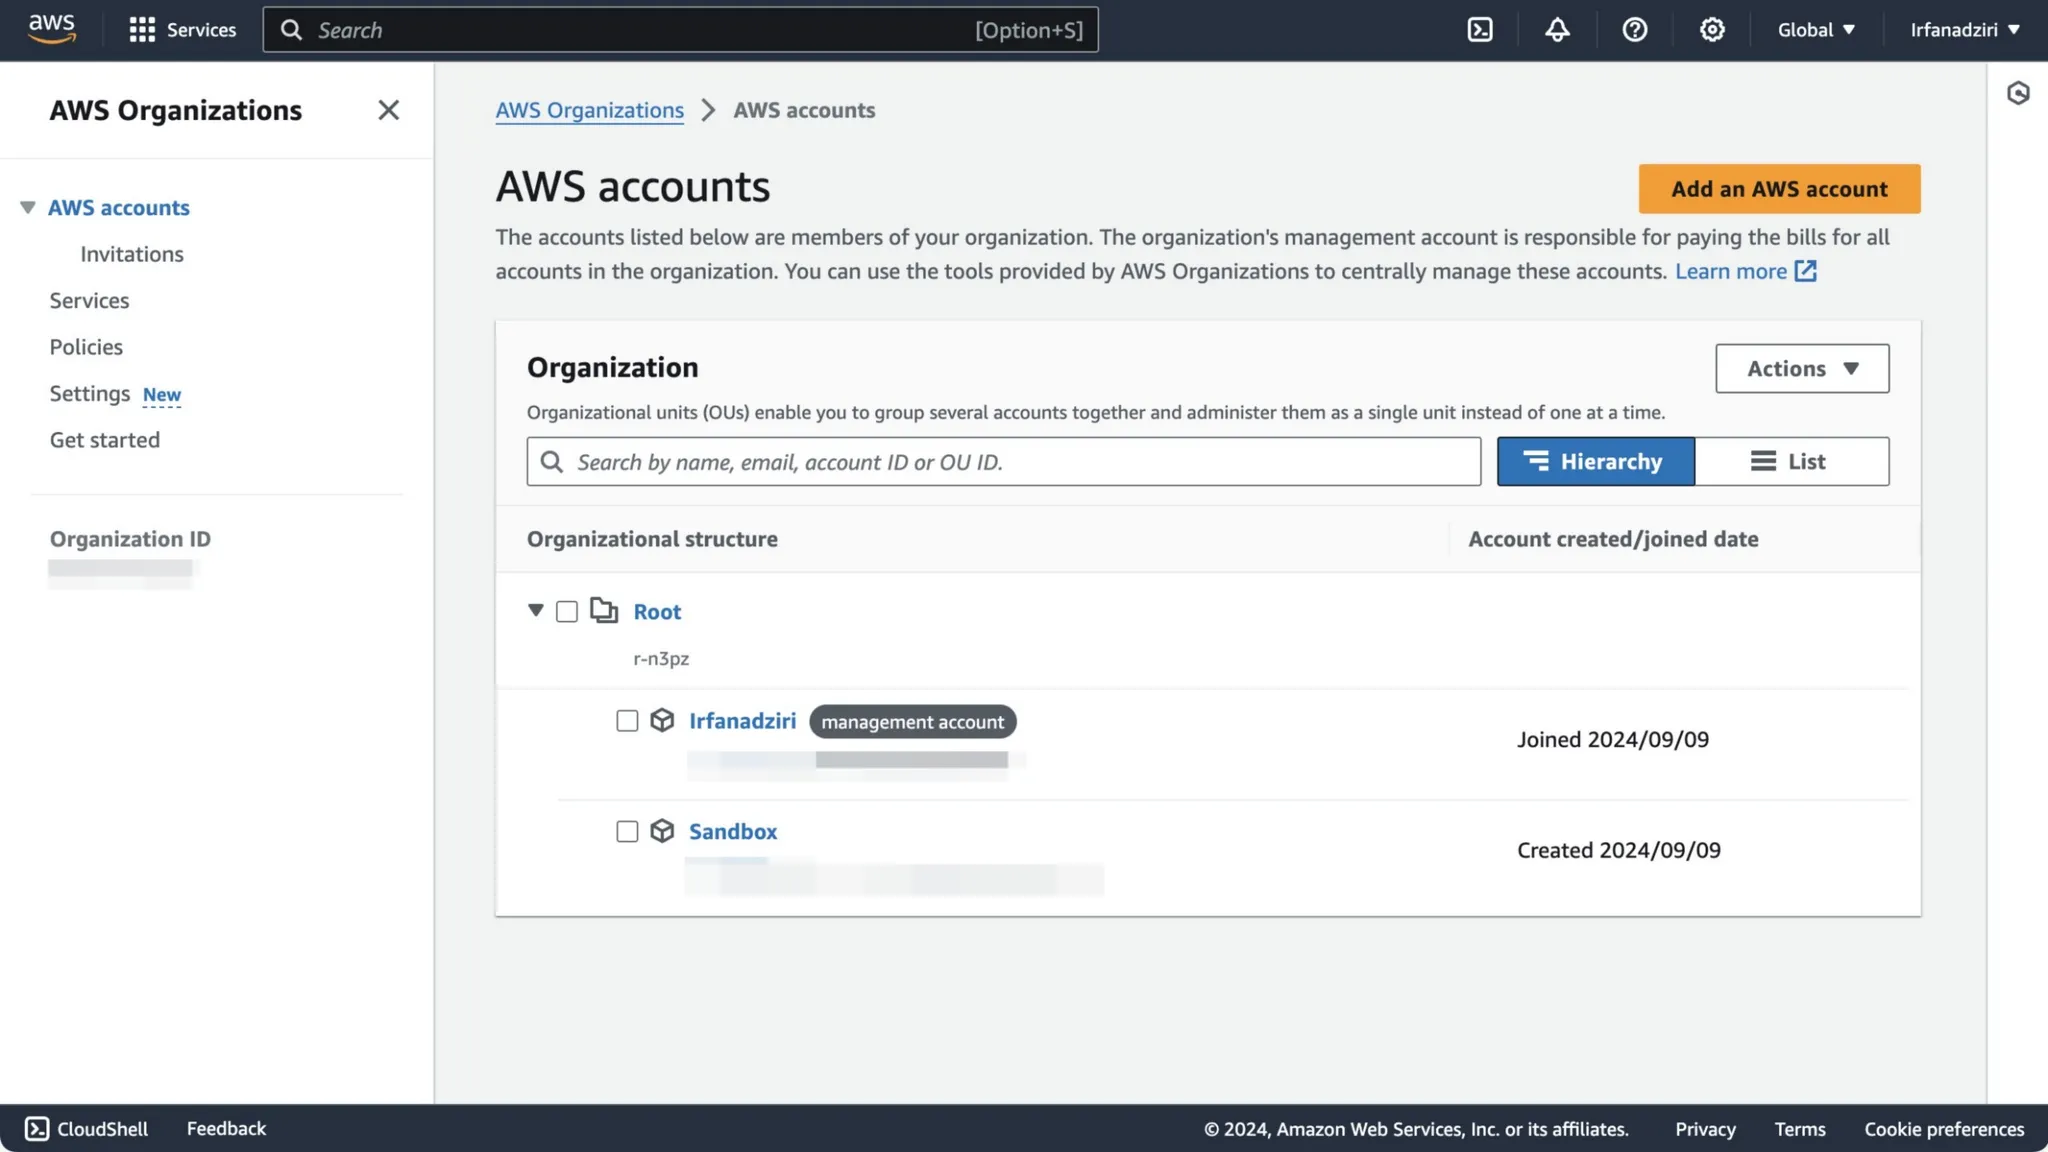 aws
Services
Search
[Option+S]
Global
Irfanadziri
AWS Organizations
AWS accounts
Invitations
Services
Policies
Settings New
Get started
Organization ID
AWS Organizations > AWS accounts
AWS accounts
Add an AWS account
The accounts listed below are members of your organization. The organization's management account is responsible for paying the bills for all
accounts in the organization. You can use the tools provided by AWS Organizations to centrally manage these accounts. Learn more
Organization
Actions
Organizational units (OUs) enable you to group several accounts together and administer them as a single unit instead of one at a time.
Search by name, email, account ID or OU ID.
Hierarchy
List
Organizational structure
Account created/joined date
Root
r-n3pz
Irfanadziri management account
Joined 2024/09/09
Sandbox
Created 2024/09/09
CloudShell
Feedback
© 2024, Amazon Web Services, Inc. or its affiliates.
Privacy
Terms
Cookie preferences